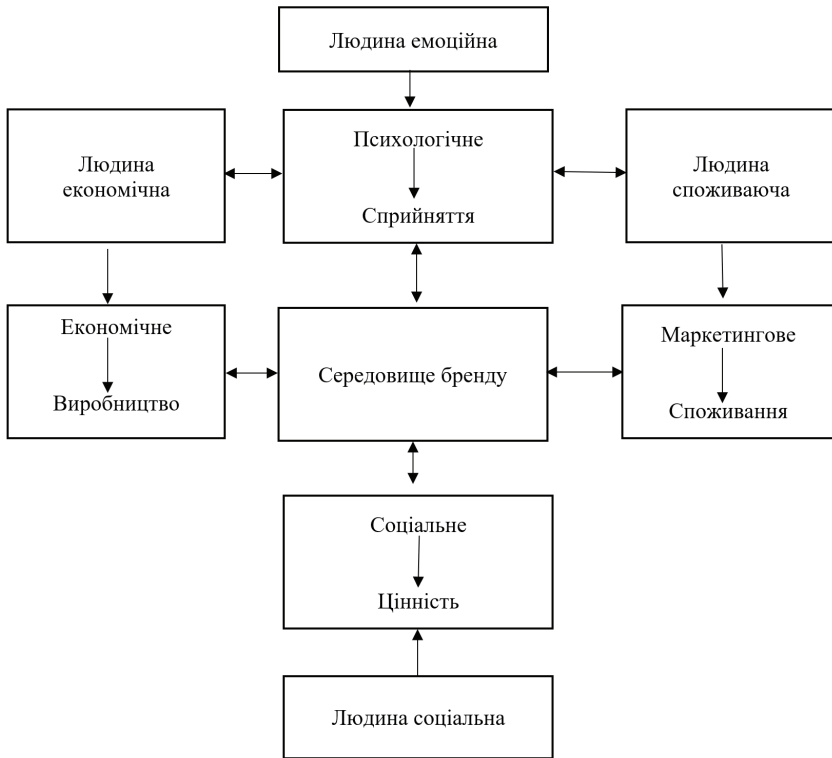 Людина емоційна
Людина
економічна
Психологічне
Сприйняття
Людина
споживаюча
Економічне
Виробництво
Середовище бренду
Маркетингове
Споживання
Соціальне
Цінність
Людина соціальна